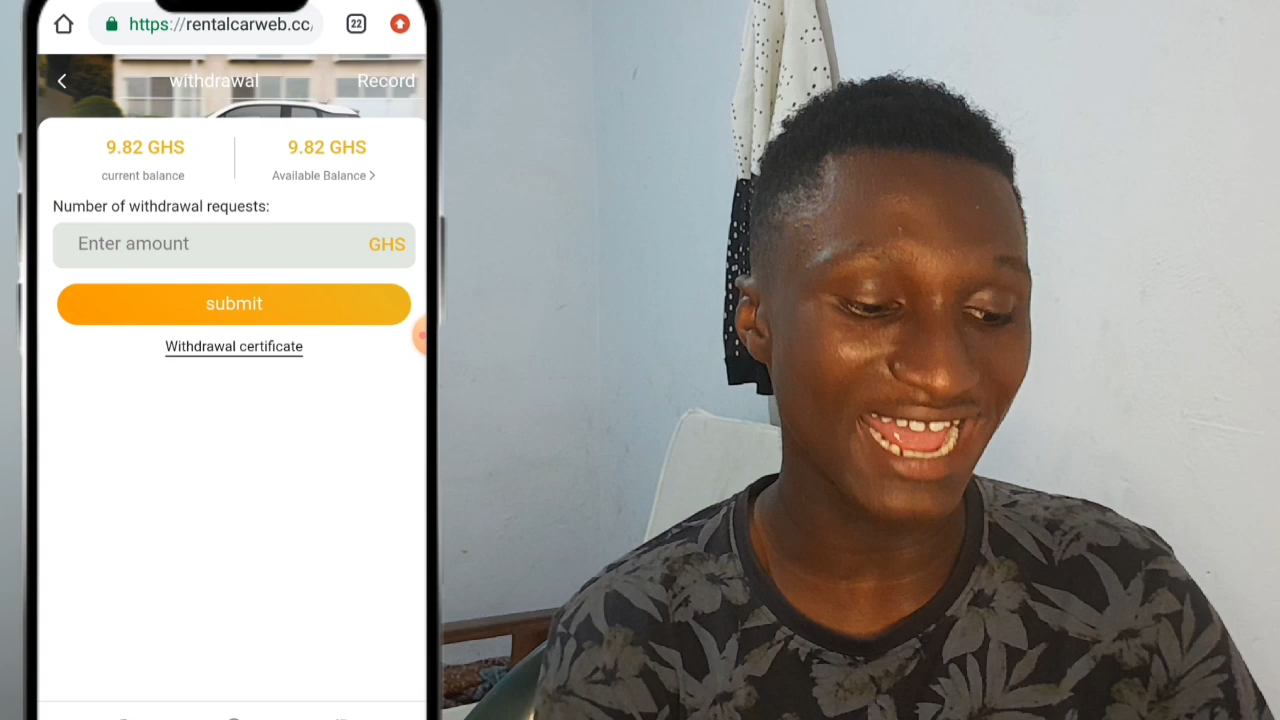 https://rentalcarweb.cc/
22
withdrawal
Record
9.82 GHS
9.82 GHS
current balance
Available Balance >
Number of withdrawal requests:
Enter amount
GHS
submit
Withdrawal certificate